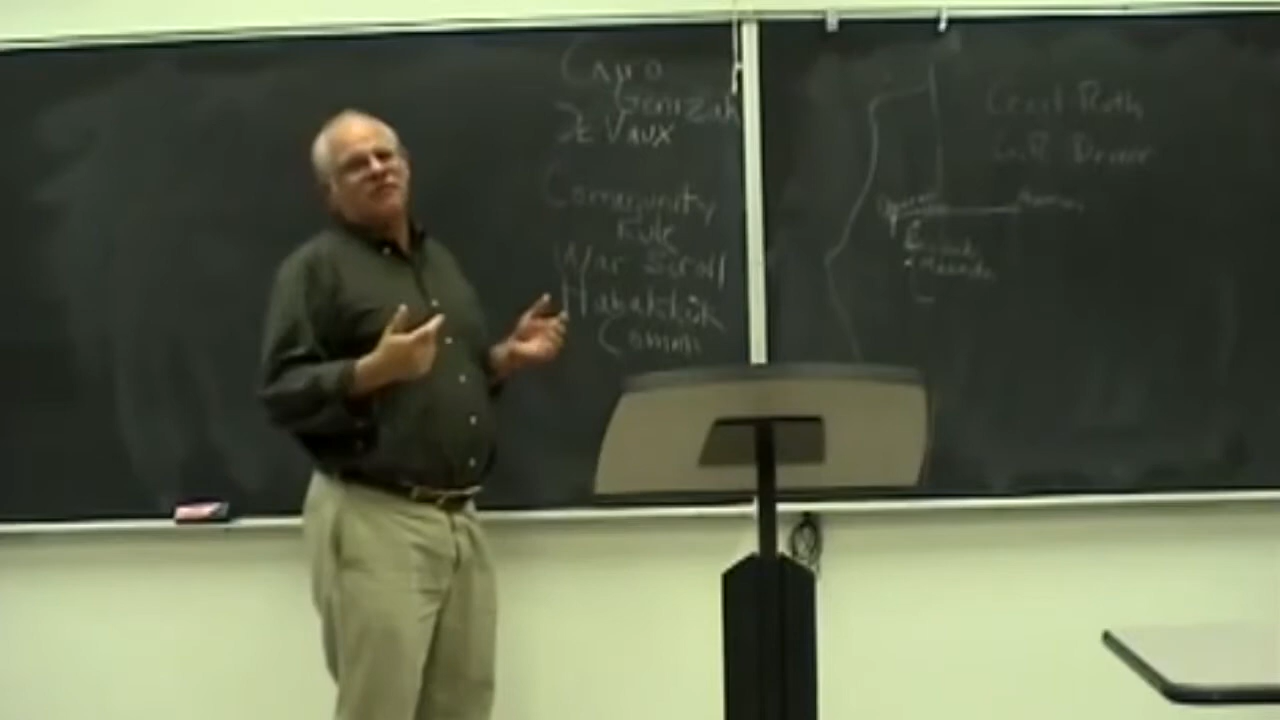 Cairo
Genizah
De Vaux
Community
Rule
War Scroll
Habakkuk
Comm
Cecil Roth
G.R. Driver